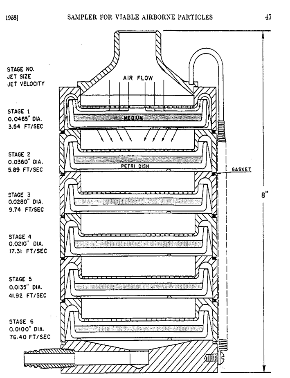 1958] SAMPLER FOR VIABLE AIRBORNE PARTICLES 47
STAGE NO.
JET SIZE
JET VELOCITY
AIR FLOW
STAGE 1
0.0465" DIA.
3.54 FT/SEC
MEDIUM
STAGE 2
0.0360" DIA.
5.89 FT/SEC
PETRI DISH
GASKET
STAGE 3
0.0280" DIA.
9.74 FT/SEC
8"
STAGE 4
0.0210" DIA.
17.31 FT/SEC
STAGE 5
0.0135" DIA.
41.92 FT/SEC
STAGE 6
0.0100" DIA.
76.40 FT/SEC